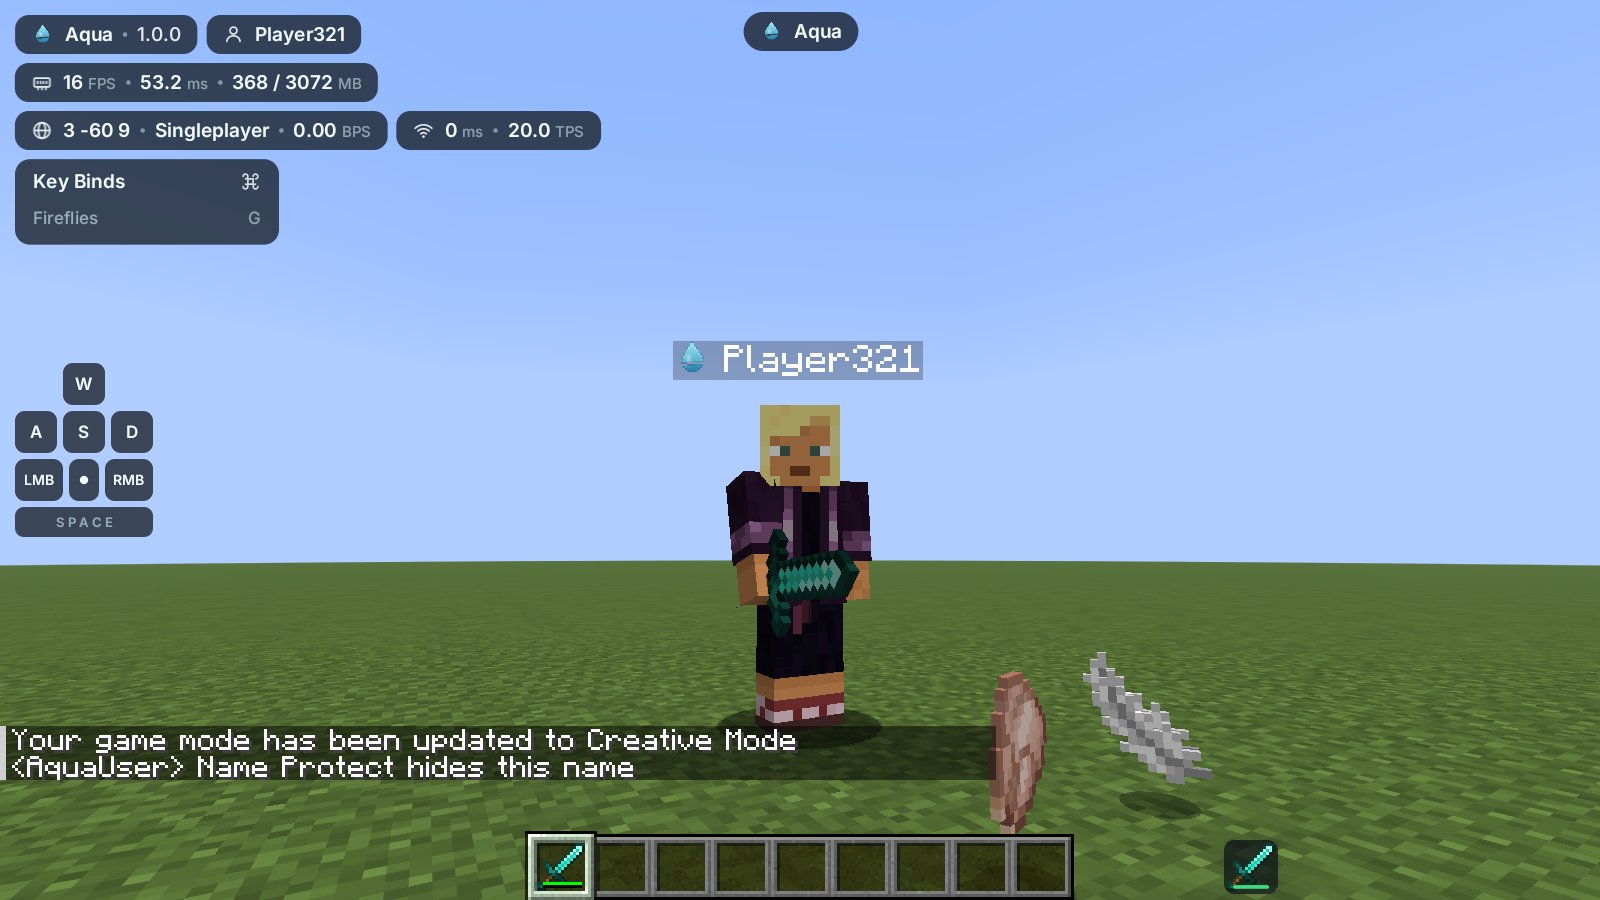 Aqua • 1.0.0
Player321
Aqua
16 FPS • 53.2 ms • 368 / 3072 MB
3 -60 9 • Singleplayer • 0.00 BPS
0 ms • 20.0 TPS
Key Binds ⌘
Fireflies G
Player321
W
A S D
LMB RMB
SPACE
Your game mode has been updated to Creative Mode
<AquaUser> Name Protect hides this name